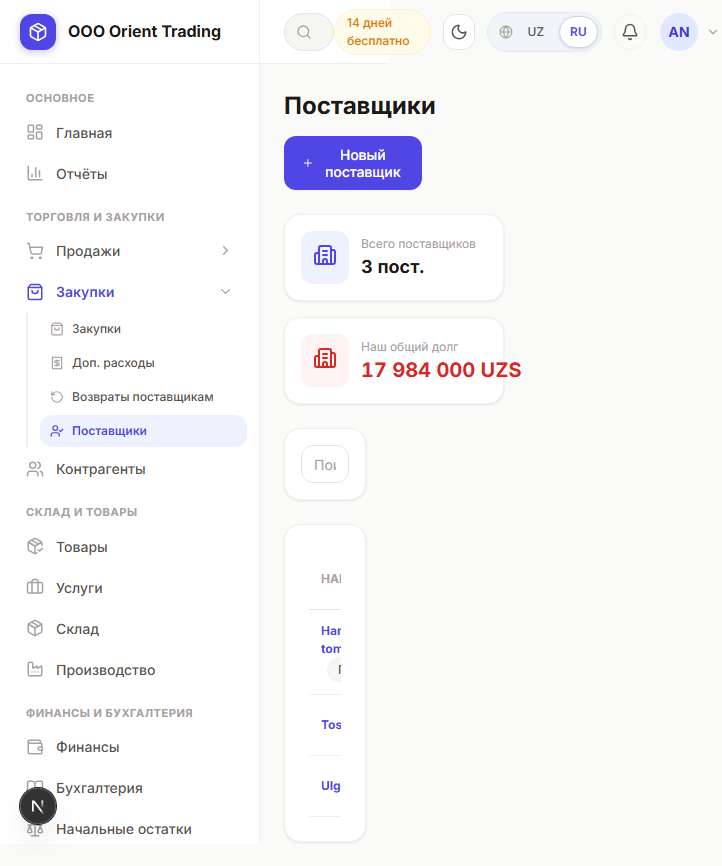 ООО Orient Trading
14 дней
бесплатно
UZ
RU
AN
ОСНОВНОЕ
Главная
Отчёты
ТОРГОВЛЯ И ЗАКУПКИ
Продажи
Закупки
Закупки
Доп. расходы
Возвраты поставщикам
Поставщики
Контрагенты
СКЛАД И ТОВАРЫ
Товары
Услуги
Склад
Производство
ФИНАНСЫ И БУХГАЛТЕРИЯ
Финансы
Бухгалтерия
Начальные остатки
N
Поставщики
+ Новый
поставщик
Всего поставщиков
3 пост.
Наш общий долг
17 984 000 UZS
Tos
Ulg